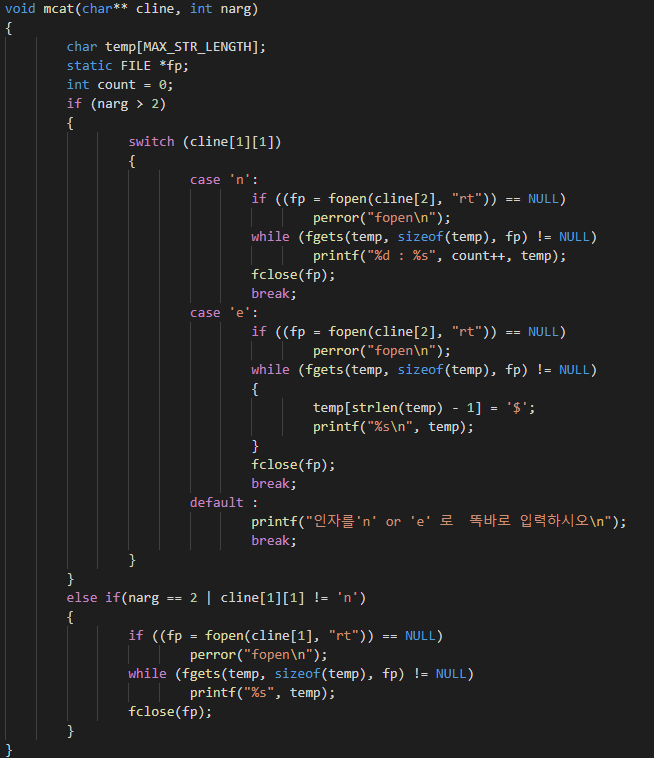 void mcat(char** cline, int narg)
{
        char temp[MAX_STR_LENGTH];
        static FILE *fp;
        int count = 0;
        if (narg > 2)
        {
                switch (cline[1][1])
                {
                        case 'n':
                                if ((fp = fopen(cline[2], "rt")) == NULL)
                                        perror("fopen\n");
                                while (fgets(temp, sizeof(temp), fp) != NULL)
                                        printf("%d : %s", count++, temp);
                                fclose(fp);
                                break;
                        case 'e':
                                if ((fp = fopen(cline[2], "rt")) == NULL)
                                        perror("fopen\n");
                                while (fgets(temp, sizeof(temp), fp) != NULL)
                                {
                                        temp[strlen(temp) - 1] = '$';
                                        printf("%s\n", temp);
                                }
                                fclose(fp);
                                break;
                        default :
                                printf("인자를'n' or 'e' 로  똑바로 입력하시오\n");
                                break;
                }
        }
        else if(narg == 2 | cline[1][1] != 'n')
        {
                if ((fp = fopen(cline[1], "rt")) == NULL)
                        perror("fopen\n");
                while (fgets(temp, sizeof(temp), fp) != NULL)
                        printf("%s", temp);
                fclose(fp);
        }
}